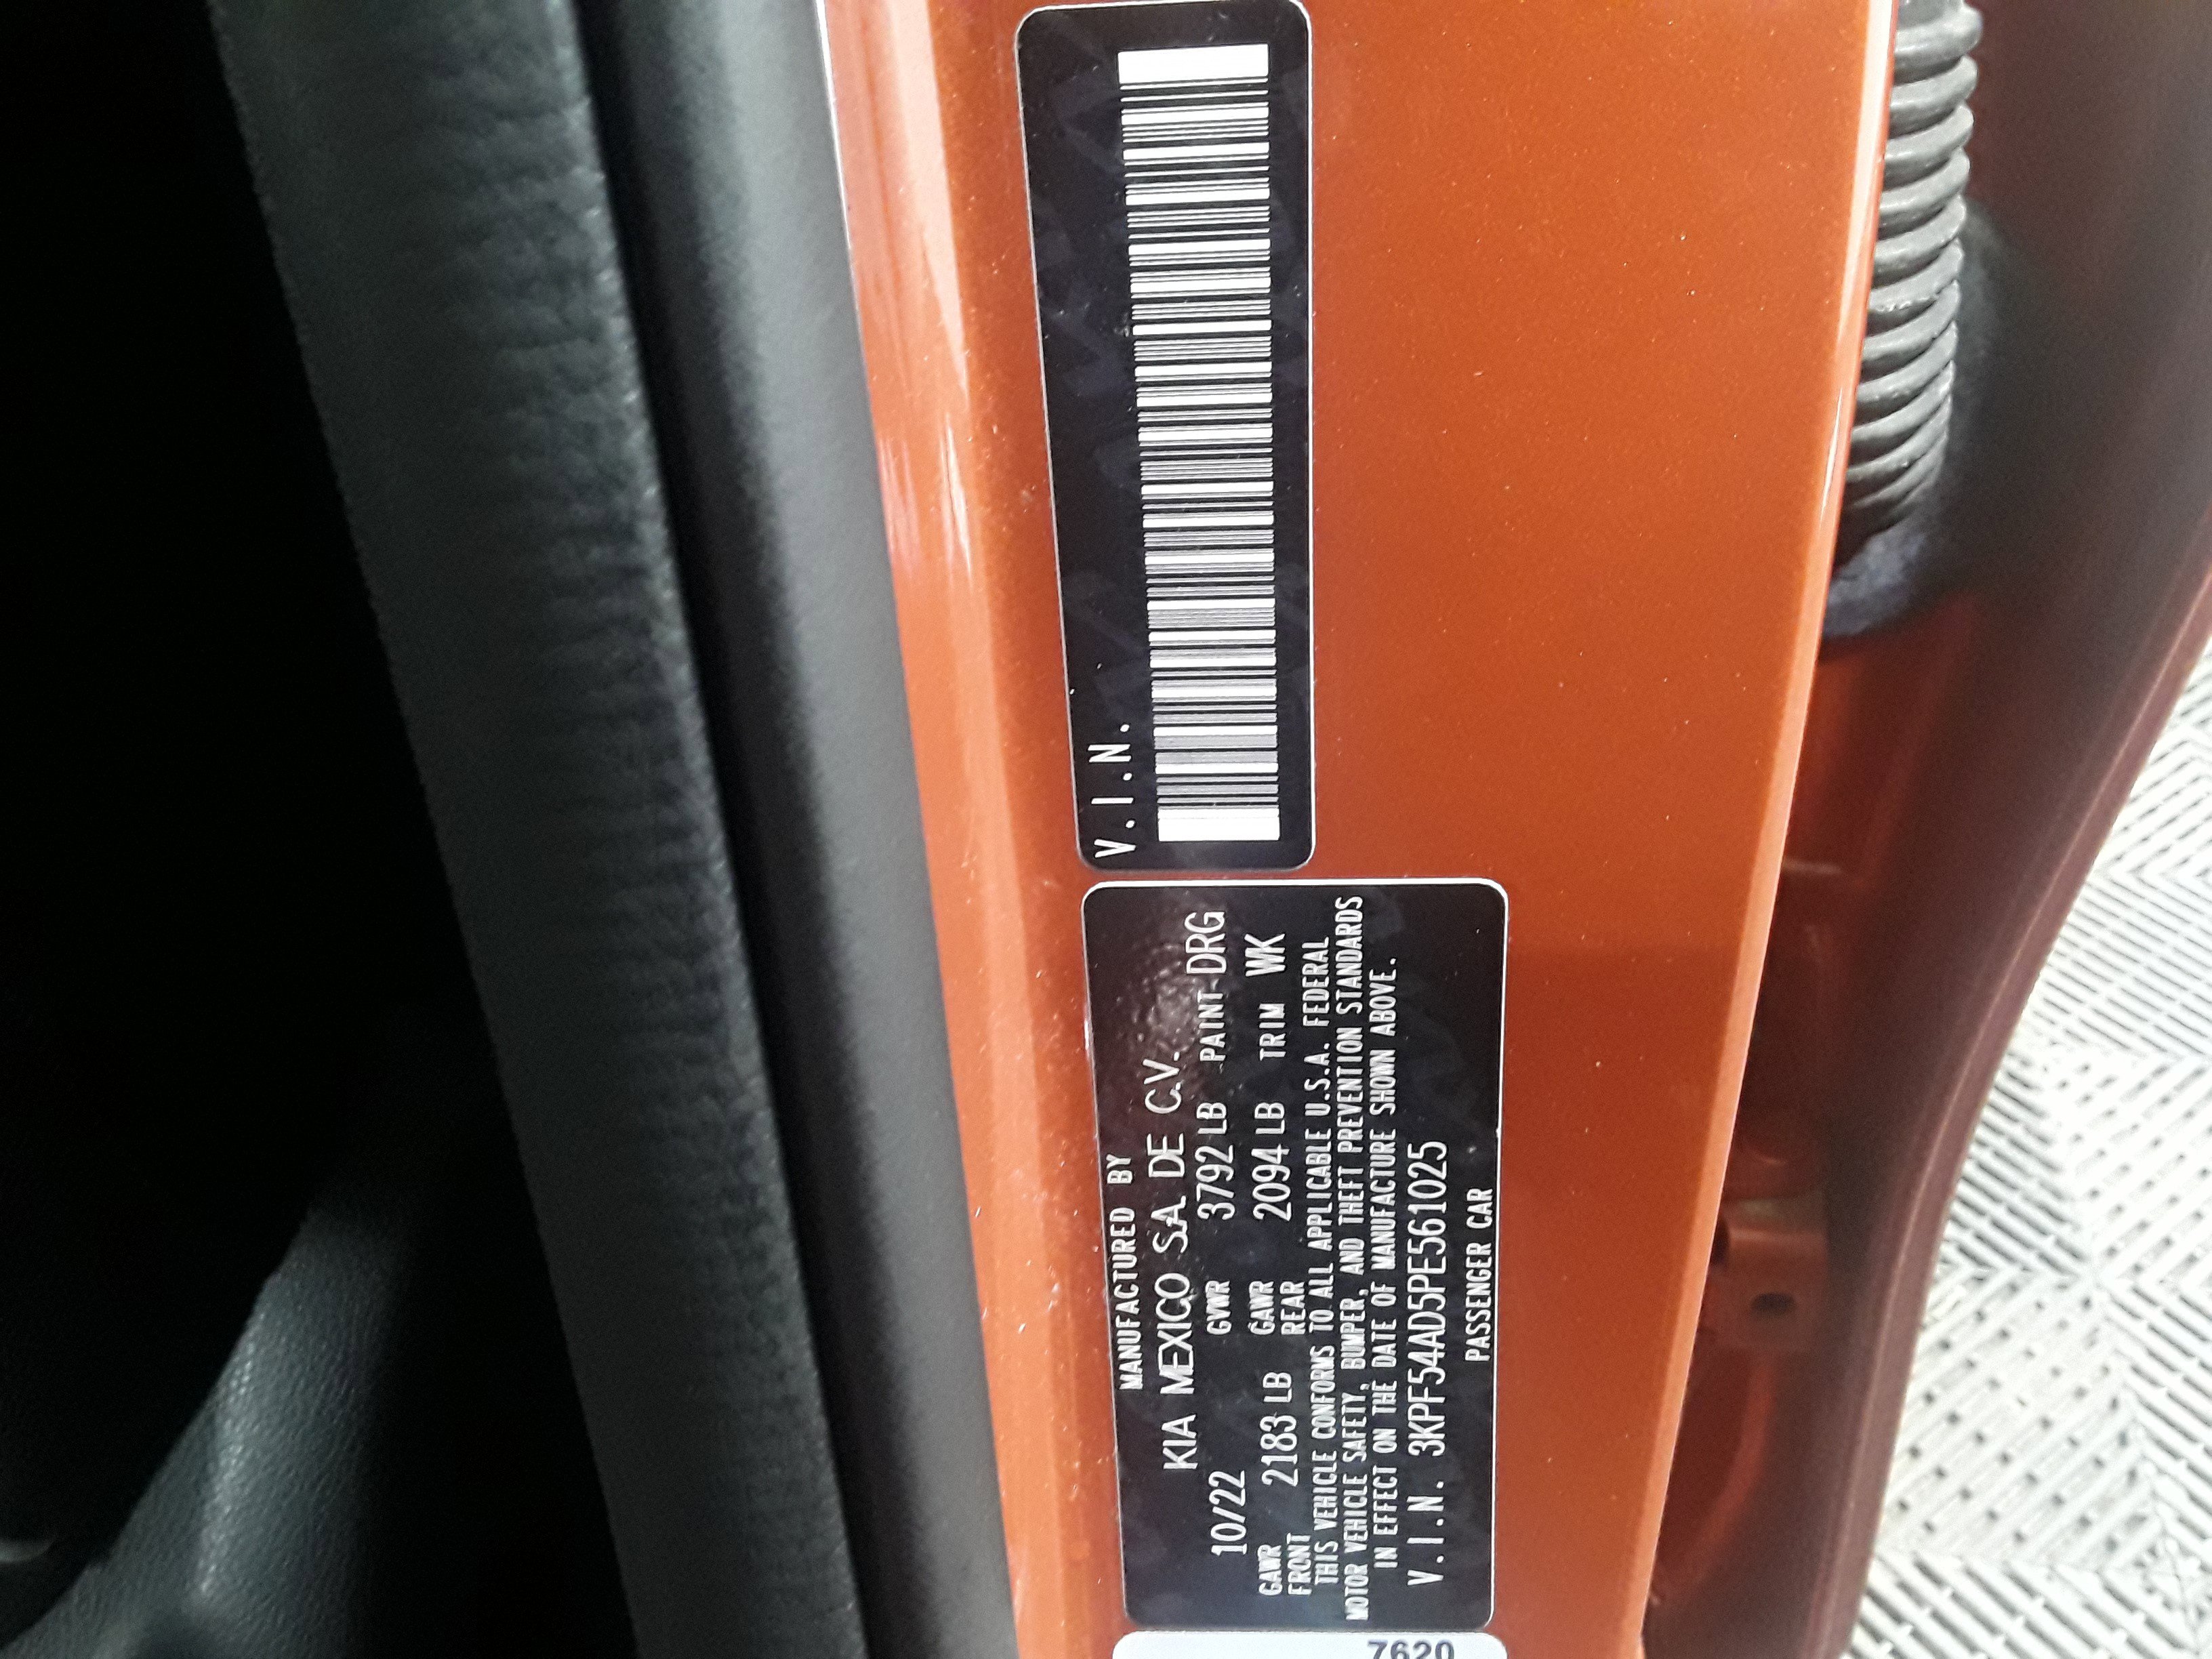 V.I.N.
MANUFACTURED BY
KIA MEXICO S.A. DE C.V.
10/22 GVWR 3792 LB PAINT DRG
GAWR FRONT 2183 LB GAWR REAR 2094 LB TRIM WK
THIS VEHICLE CONFORMS TO ALL APPLICABLE U.S.A. FEDERAL
MOTOR VEHICLE SAFETY, BUMPER, AND THEFT PREVENTION STANDARDS
IN EFFECT ON THE DATE OF MANUFACTURE SHOWN ABOVE.
V.I.N. 3KPF54AD5PE561025
PASSENGER CAR
7620